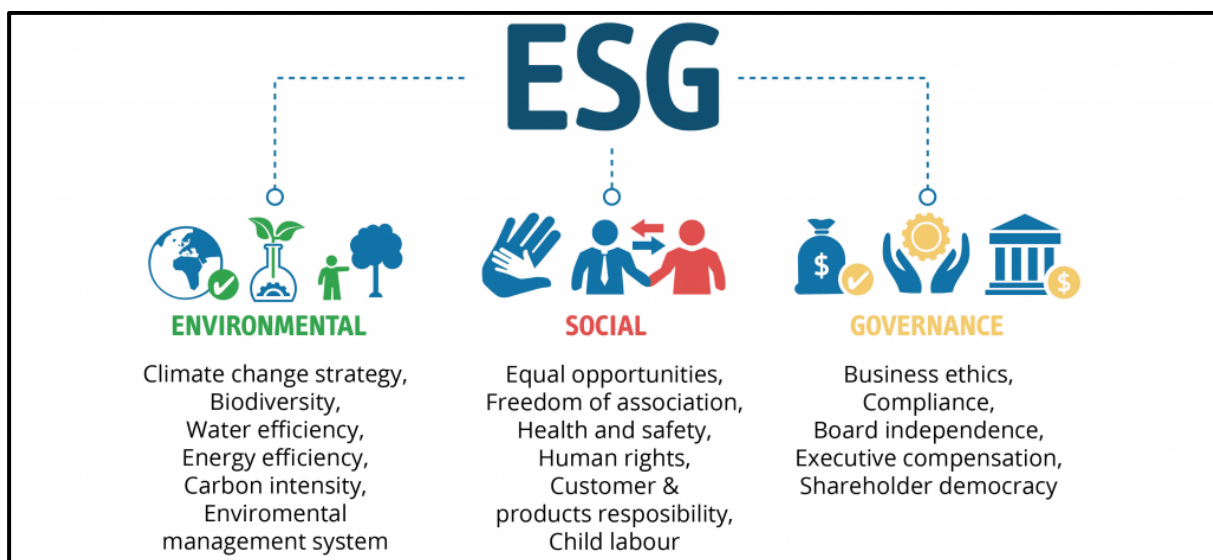 ESG
ENVIRONMENTAL
Climate change strategy,
Biodiversity,
Water efficiency,
Energy efficiency,
Carbon intensity,
Enviromental
management system
SOCIAL
Equal opportunities,
Freedom of association,
Health and safety,
Human rights,
Customer &
products resposibility,
Child labour
$
$
GOVERNANCE
Business ethics,
Compliance,
Board independence,
Executive compensation,
Shareholder democracy